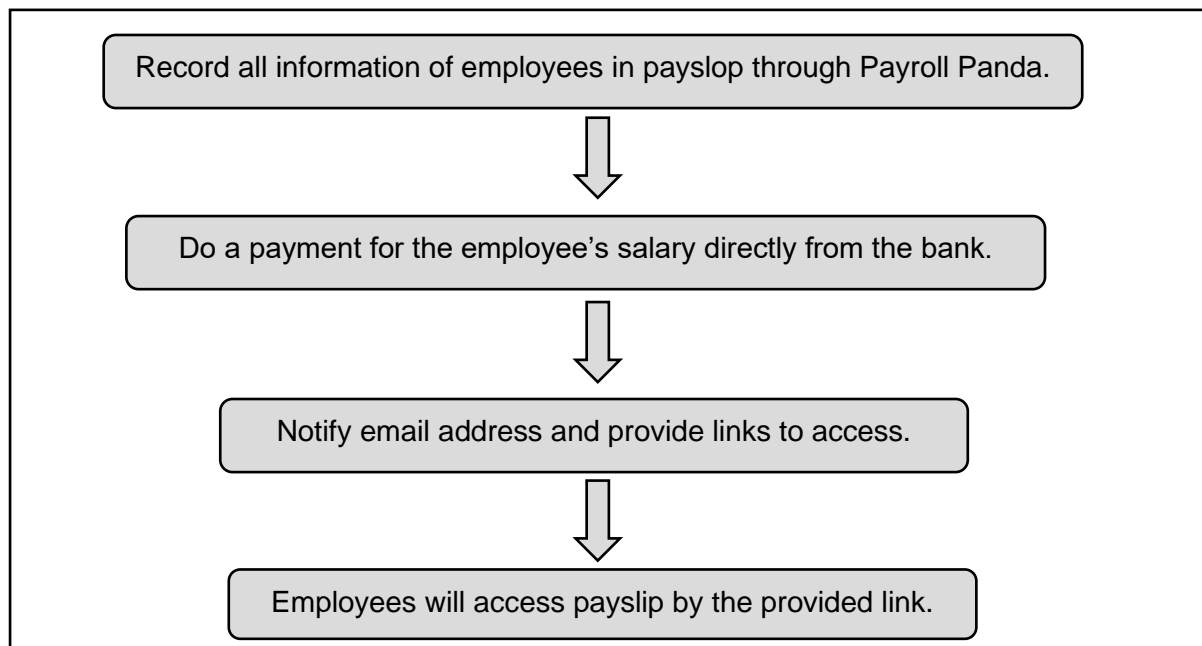 Record all information of employees in payslop through Payroll Panda.
Do a payment for the employee’s salary directly from the bank.
Notify email address and provide links to access.
Employees will access payslip by the provided link.